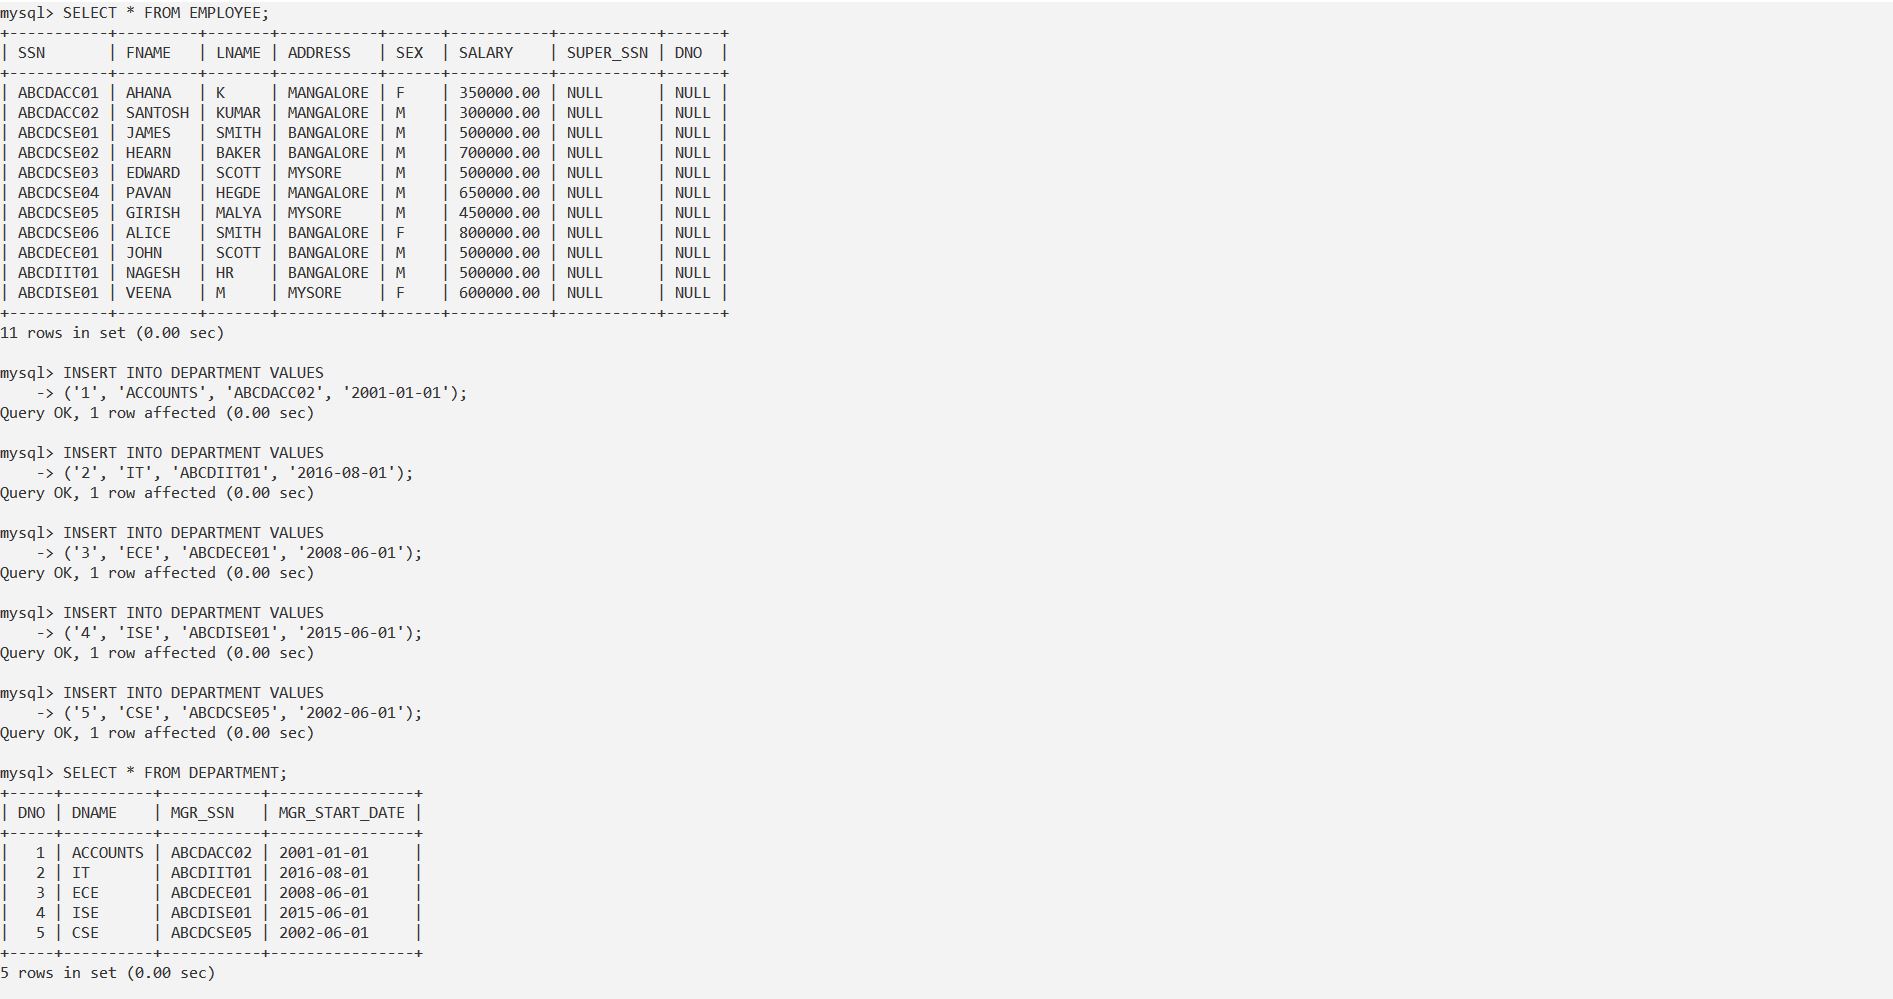 mysql> SELECT * FROM EMPLOYEE;
+-----------+---------+-------+-----------+------+-----------+-----------+------+
| SSN       | FNAME   | LNAME | ADDRESS   | SEX  | SALARY    | SUPER_SSN | DNO  |
+-----------+---------+-------+-----------+------+-----------+-----------+------+
| ABCDACC01 | AHANA   | K     | MANGALORE | F    | 350000.00 | NULL      | NULL |
| ABCDACC02 | SANTOSH | KUMAR | MANGALORE | M    | 300000.00 | NULL      | NULL |
| ABCDCSE01 | JAMES   | SMITH | BANGALORE | M    | 500000.00 | NULL      | NULL |
| ABCDCSE02 | HEARN   | BAKER | BANGALORE | M    | 700000.00 | NULL      | NULL |
| ABCDCSE03 | EDWARD  | SCOTT | MYSORE    | M    | 500000.00 | NULL      | NULL |
| ABCDCSE04 | PAVAN   | HEGDE | MANGALORE | M    | 650000.00 | NULL      | NULL |
| ABCDCSE05 | GIRISH  | MALYA | MYSORE    | M    | 450000.00 | NULL      | NULL |
| ABCDCSE06 | ALICE   | SMITH | BANGALORE | F    | 800000.00 | NULL      | NULL |
| ABCDECE01 | JOHN    | SCOTT | BANGALORE | M    | 500000.00 | NULL      | NULL |
| ABCDIIT01 | NAGESH  | HR    | BANGALORE | M    | 500000.00 | NULL      | NULL |
| ABCDISE01 | VEENA   | M     | MYSORE    | F    | 600000.00 | NULL      | NULL |
+-----------+---------+-------+-----------+------+-----------+-----------+------+
11 rows in set (0.00 sec)

mysql> INSERT INTO DEPARTMENT VALUES
    -> ('1', 'ACCOUNTS', 'ABCDACC02', '2001-01-01');
Query OK, 1 row affected (0.00 sec)

mysql> INSERT INTO DEPARTMENT VALUES
    -> ('2', 'IT', 'ABCDIIT01', '2016-08-01');
Query OK, 1 row affected (0.00 sec)

mysql> INSERT INTO DEPARTMENT VALUES
    -> ('3', 'ECE', 'ABCDECE01', '2008-06-01');
Query OK, 1 row affected (0.00 sec)

mysql> INSERT INTO DEPARTMENT VALUES
    -> ('4', 'ISE', 'ABCDISE01', '2015-06-01');
Query OK, 1 row affected (0.00 sec)

mysql> INSERT INTO DEPARTMENT VALUES
    -> ('5', 'CSE', 'ABCDCSE05', '2002-06-01');
Query OK, 1 row affected (0.00 sec)

mysql> SELECT * FROM DEPARTMENT;
+-----+----------+-----------+----------------+
| DNO | DNAME    | MGR_SSN   | MGR_START_DATE |
+-----+----------+-----------+----------------+
|   1 | ACCOUNTS | ABCDACC02 | 2001-01-01     |
|   2 | IT       | ABCDIIT01 | 2016-08-01     |
|   3 | ECE      | ABCDECE01 | 2008-06-01     |
|   4 | ISE      | ABCDISE01 | 2015-06-01     |
|   5 | CSE      | ABCDCSE05 | 2002-06-01     |
+-----+----------+-----------+----------------+
5 rows in set (0.00 sec)